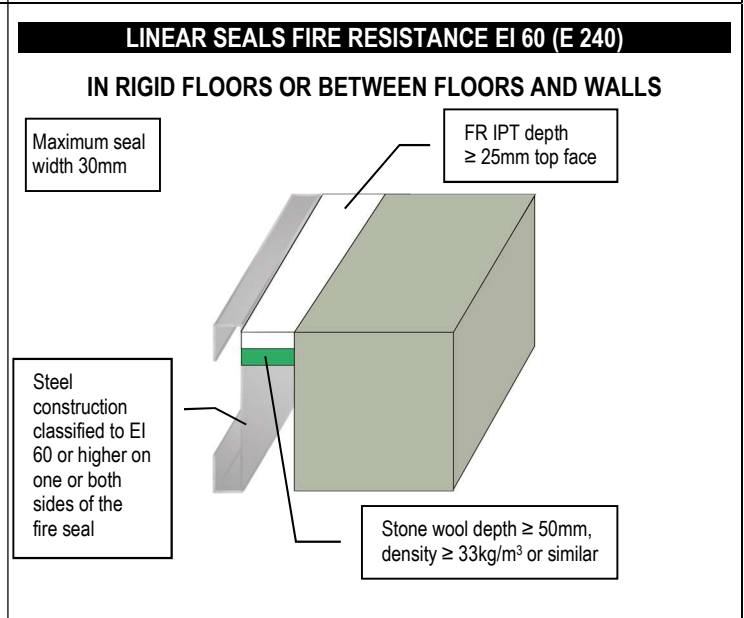 LINEAR SEALS FIRE RESISTANCE EI 60 (E 240)
IN RIGID FLOORS OR BETWEEN FLOORS AND WALLS
Maximum seal
width 30mm
FR IPT depth
≥ 25mm top face
Steel
construction
classified to EI
60 or higher on
one or both
sides of the
fire seal
Stone wool depth ≥ 50mm,
density ≥ 33kg/m³ or similar